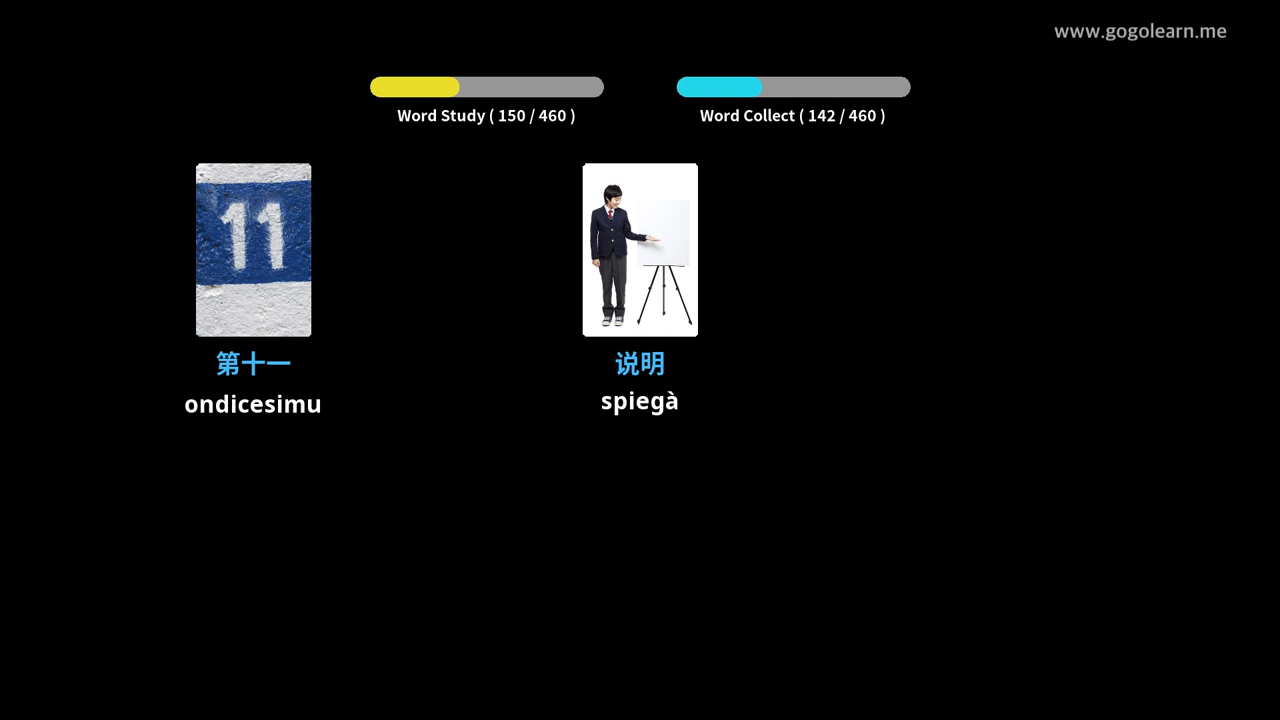 www.gogolearn.me
Word Study ( 150 / 460 )
Word Collect ( 142 / 460 )
11
第十一
ondicesimu
说明
spiegà